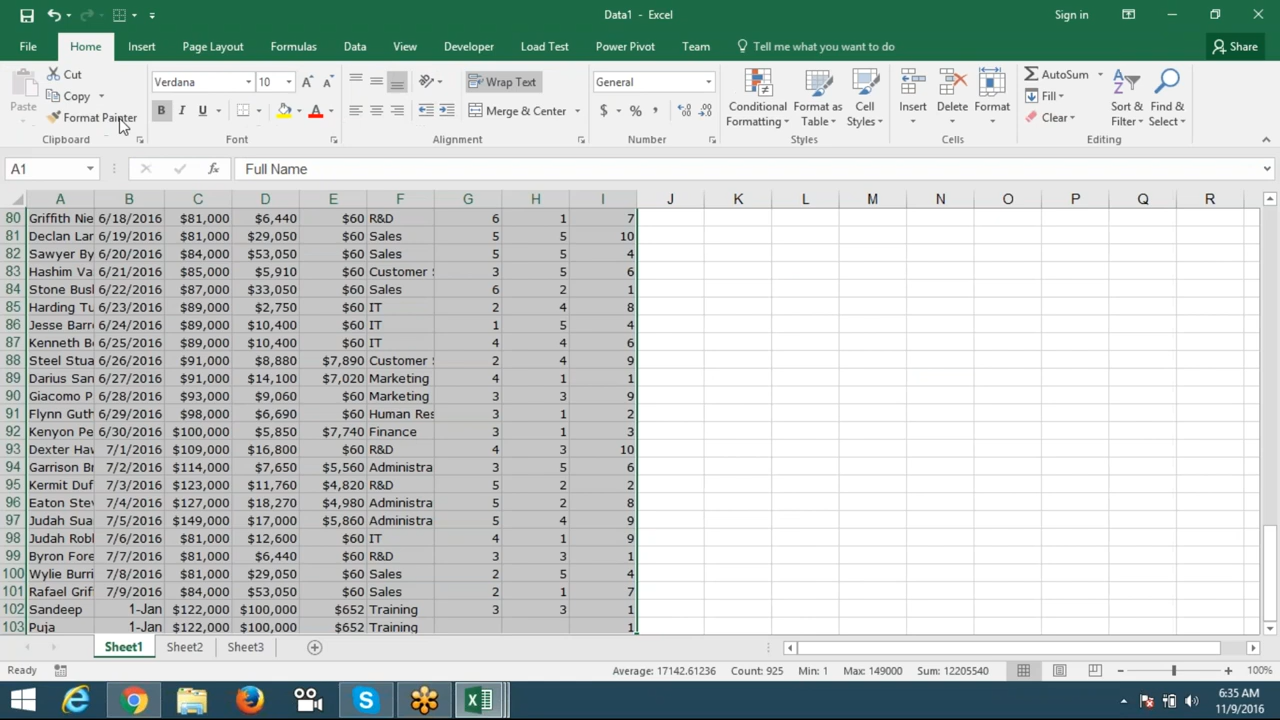 Data1 - Excel
Sign in
File Home Insert Page Layout Formulas Data View Developer Load Test Power Pivot Team Tell me what you want to do Share
Paste
Cut
Copy
Format Painter
Clipboard
Verdana 10
B I U A
Font
Wrap Text
Merge & Center
Alignment
General
$ % ,
Number
Conditional Formatting
Format as Table
Cell Styles
Styles
Insert
Delete
Format
Cells
AutoSum
Fill
Clear
Sort & Filter
Find & Select
Editing
A1 fx Full Name
A B C D E F G H I J K L M N O P Q R
80 Griffith Nie 6/18/2016 $81,000 $6,440 $60 R&D 6 1 7
81 Declan Lar 6/19/2016 $81,000 $29,050 $60 Sales 5 5 10
82 Sawyer By 6/20/2016 $84,000 $53,050 $60 Sales 5 5 4
83 Hashim Va 6/21/2016 $85,000 $5,910 $60 Customer 3 5 6
84 Stone Bus 6/22/2016 $87,000 $33,050 $60 Sales 6 2 1
85 Harding Tu 6/23/2016 $89,000 $2,750 $60 IT 2 4 8
86 Jesse Barr 6/24/2016 $89,000 $10,400 $60 IT 1 5 4
87 Kenneth B 6/25/2016 $89,000 $10,400 $60 IT 4 4 6
88 Steel Stua 6/26/2016 $91,000 $8,880 $7,890 Customer 2 4 9
89 Darius San 6/27/2016 $91,000 $14,100 $7,020 Marketing 4 1 1
90 Giacomo P 6/28/2016 $93,000 $9,060 $60 Marketing 3 3 9
91 Flynn Guth 6/29/2016 $98,000 $6,690 $60 Human Res 3 1 2
92 Kenyon Pe 6/30/2016 $100,000 $5,850 $7,740 Finance 3 1 3
93 Dexter Haw 7/1/2016 $109,000 $16,800 $60 R&D 4 3 10
94 Garrison Br 7/2/2016 $114,000 $7,650 $5,560 Administra 3 5 6
95 Kermit Duf 7/3/2016 $123,000 $11,760 $4,820 R&D 5 2 2
96 Eaton Stev 7/4/2016 $127,000 $18,270 $4,980 Administra 5 2 8
97 Judah Sua 7/5/2016 $149,000 $17,000 $5,860 Administra 5 4 9
98 Judah Robl 7/6/2016 $81,000 $12,600 $60 IT 4 1 9
99 Byron Fore 7/7/2016 $81,000 $6,440 $60 R&D 3 3 1
100 Wylie Burri 7/8/2016 $81,000 $29,050 $60 Sales 2 5 4
101 Rafael Grif 7/9/2016 $84,000 $53,050 $60 Sales 2 1 7
102 Sandeep 1-Jan $122,000 $100,000 $652 Training 3 3 1
103 Puja 1-Jan $122,000 $100,000 $652 Training 1
Sheet1 Sheet2 Sheet3
Ready Average: 17142.61236 Count: 925 Min: 1 Max: 149000 Sum: 12205540 100%
6:35 AM
11/9/2016